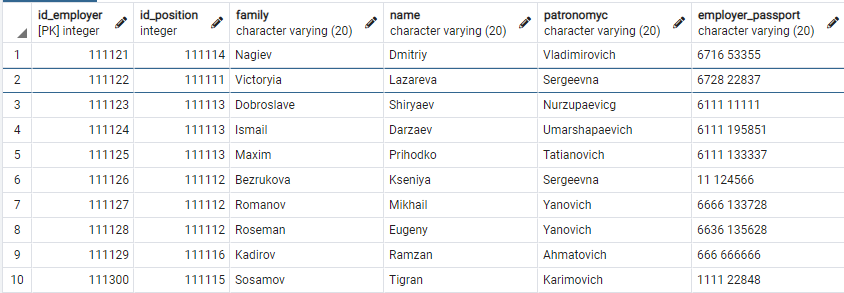 id_employer id_position family name patronomyc employer_passport
[PK] integer integer character varying (20) character varying (20) character varying (20) character varying (20)
1 111121 111114 Nagiev Dmitriy Vladimirovich 6716 53355
2 111122 111111 Victoryia Lazareva Sergeevna 6728 22837
3 111123 111113 Dobroslave Shiryaev Nurzupaevicg 6111 11111
4 111124 111113 Ismail Darzaev Umarshapaevich 6111 195851
5 111125 111113 Maxim Prihodko Tatianovich 6111 133337
6 111126 111112 Bezrukova Kseniya Sergeevna 11 124566
7 111127 111112 Romanov Mikhail Yanovich 6666 133728
8 111128 111112 Roseman Eugeny Yanovich 6636 135628
9 111129 111116 Kadirov Ramzan Ahmatovich 666 666666
10 111300 111115 Sosamov Tigran Karimovich 1111 22848